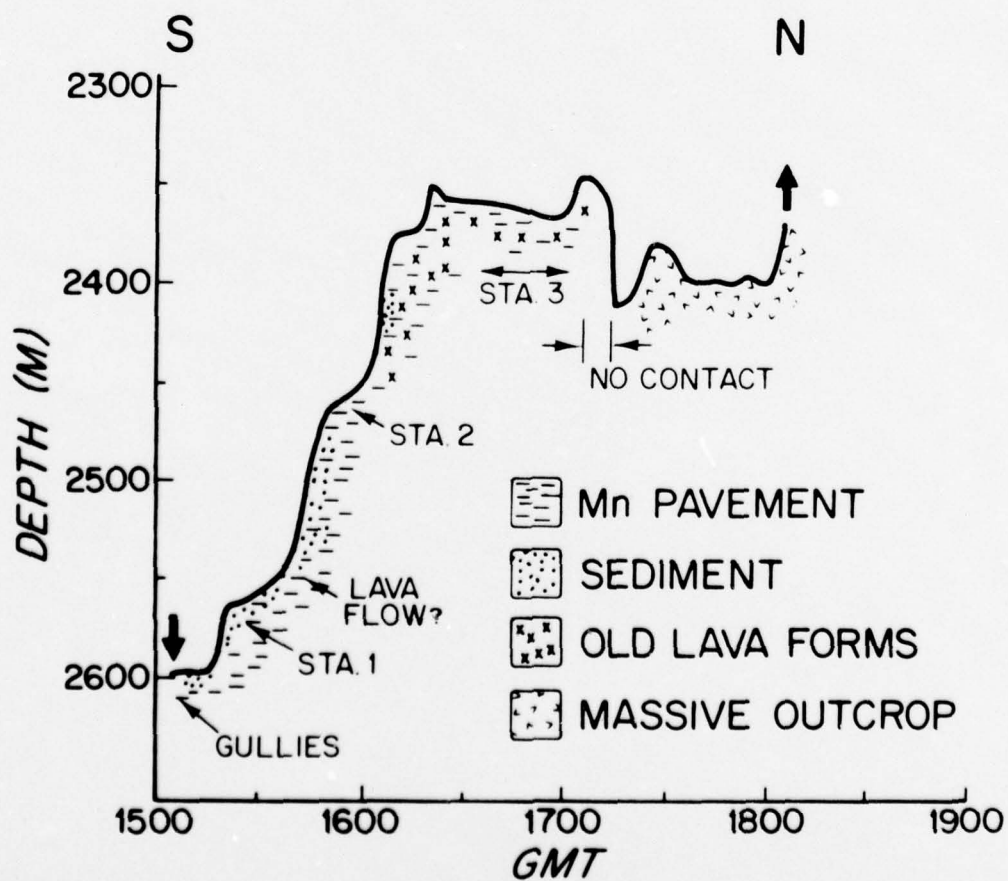 S
N
2300
2400
2500
2600
DEPTH (M)
STA. 3
NO CONTACT
STA. 2
LAVA
FLOW?
STA. 1
GULLIES
Mn PAVEMENT
SEDIMENT
OLD LAVA FORMS
MASSIVE OUTCROP
1500
1600
1700
1800
1900
GMT